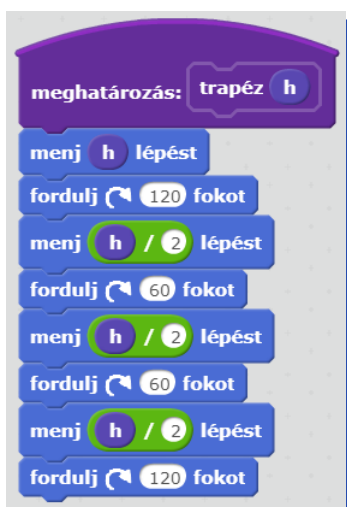 meghatározás: trapéz h
menj h lépést
fordulj 120 fokot
menj h / 2 lépést
fordulj 60 fokot
menj h / 2 lépést
fordulj 60 fokot
menj h / 2 lépést
fordulj 120 fokot